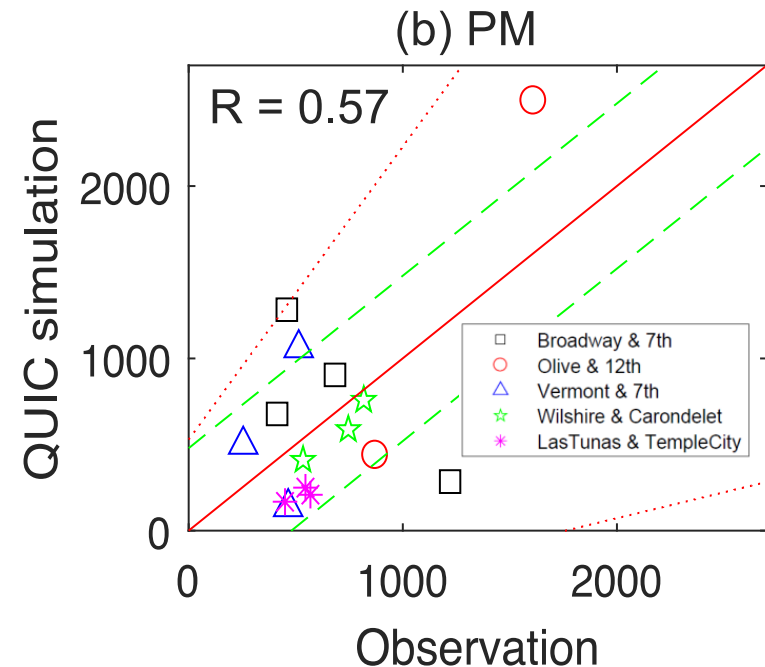 (b) PM
R = 0.57
QUIC simulation
2000
1000
0
Broadway & 7th
Olive & 12th
Vermont & 7th
Wilshire & Carondelet
LasTunas & TempleCity
0 1000 2000
Observation